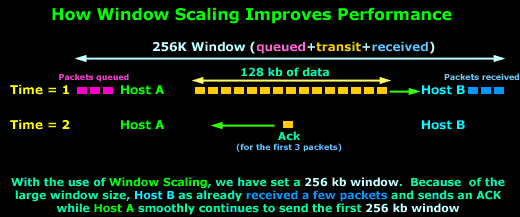 How Window Scaling Improves Performance
256K Window (queued+transit+received)
Packets queued
128 kb of data
Packets received
Time = 1
Host A
Host B
Time = 2
Host A
Host B
Ack
(for the first 3 packets)
With the use of Window Scaling, we have set a 256 kb window. Because of the
large window size, Host B as already received a few packets and sends an ACK
while Host A smoothly continues to send the first 256 kb window